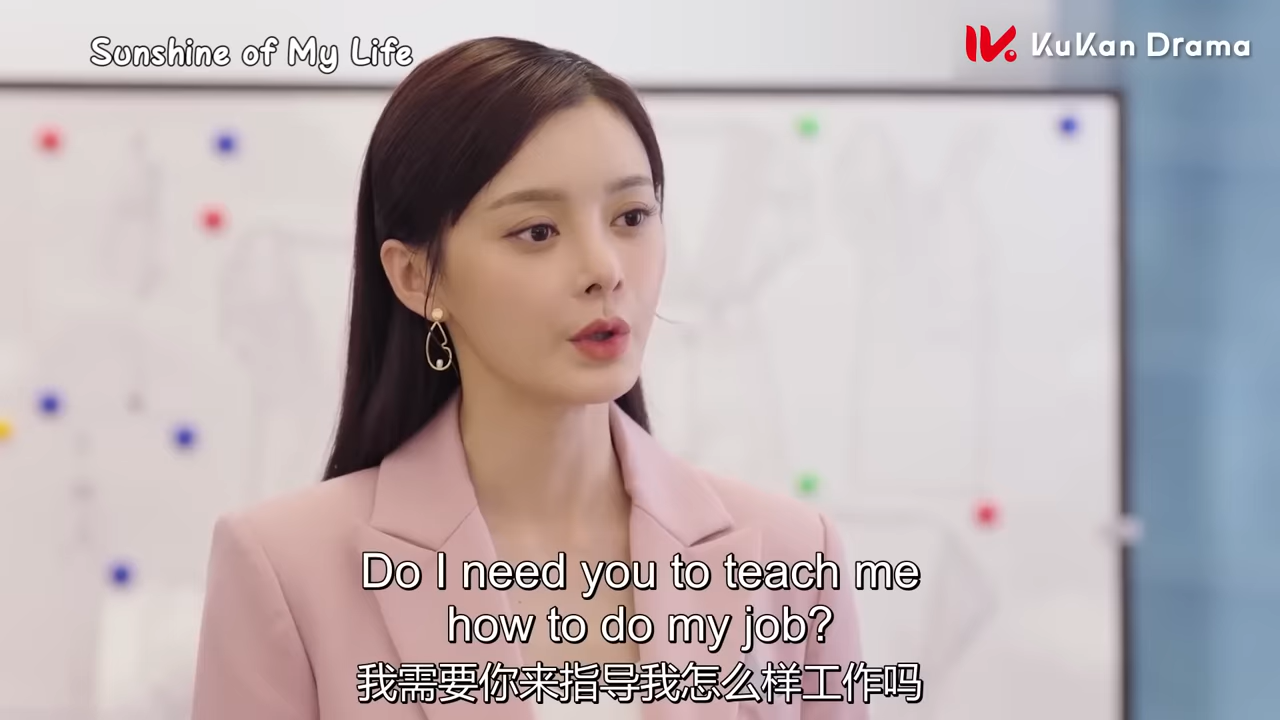 Sunshine of My Life
KuKan Drama
Do I need you to teach me
how to do my job?
我需要你来指导我怎么样工作吗